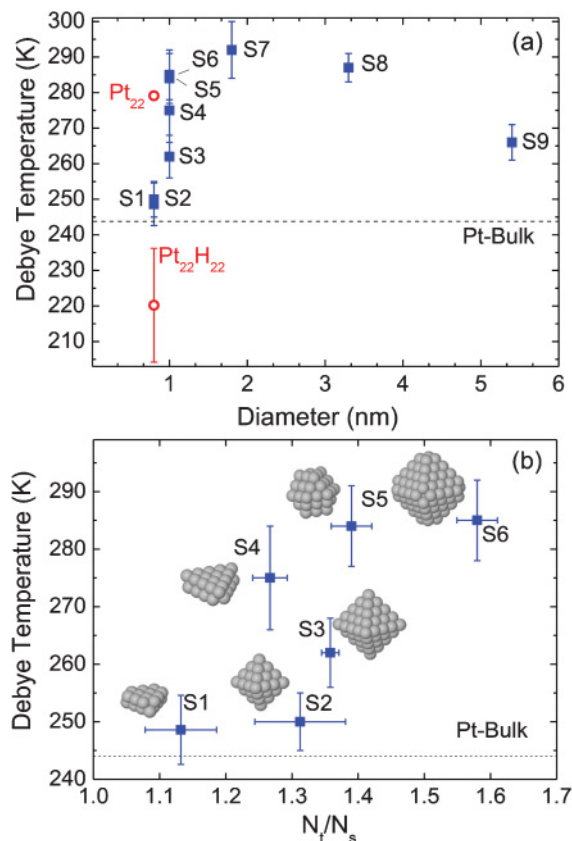 (a)
Debye Temperature (K)
300
290
280
270
260
250
240
230
220
210
S6
S5
S7
S8
Pt₂₂
S4
S3
S9
S1 S2
Pt-Bulk
Pt₂₂H₂₂
1 2 3 4 5 6
Diameter (nm)
(b)
Debye Temperature (K)
290
280
270
260
250
240
S5
S6
S4
S3
S1
S2
Pt-Bulk
1.0 1.1 1.2 1.3 1.4 1.5 1.6 1.7
Nₜ/Nₛ